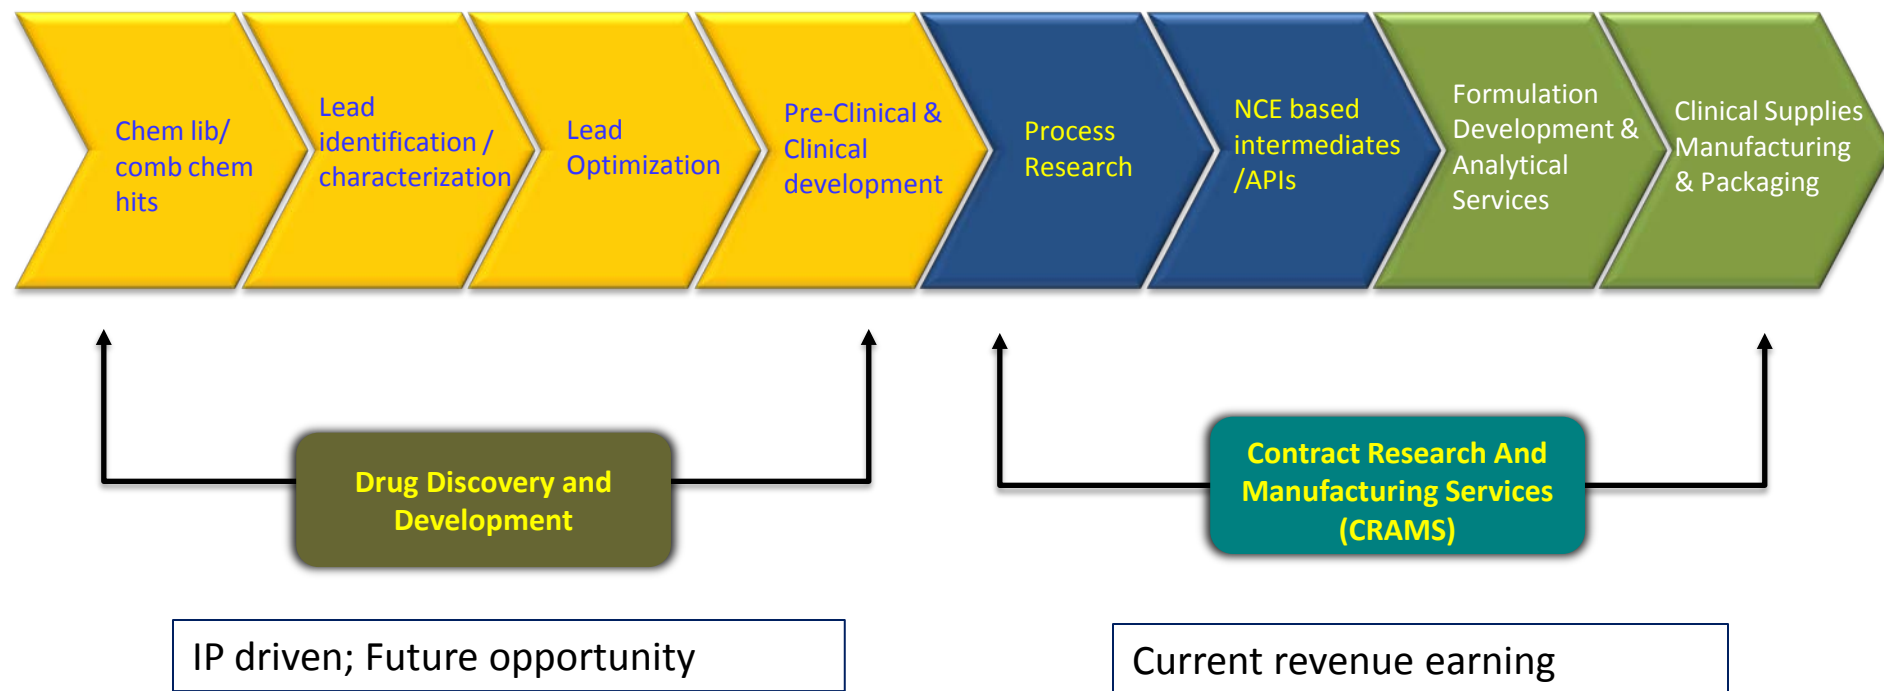 Chem lib/
comb chem
hits
Lead
identification /
characterization
Lead
Optimization
Pre-Clinical &
Clinical
development
Process
Research
NCE based
intermediates
/APIs
Formulation
Development &
Analytical
Services
Clinical Supplies
Manufacturing
& Packaging
Drug Discovery and
Development
Contract Research And
Manufacturing Services
(CRAMS)
IP driven; Future opportunity
Current revenue earning